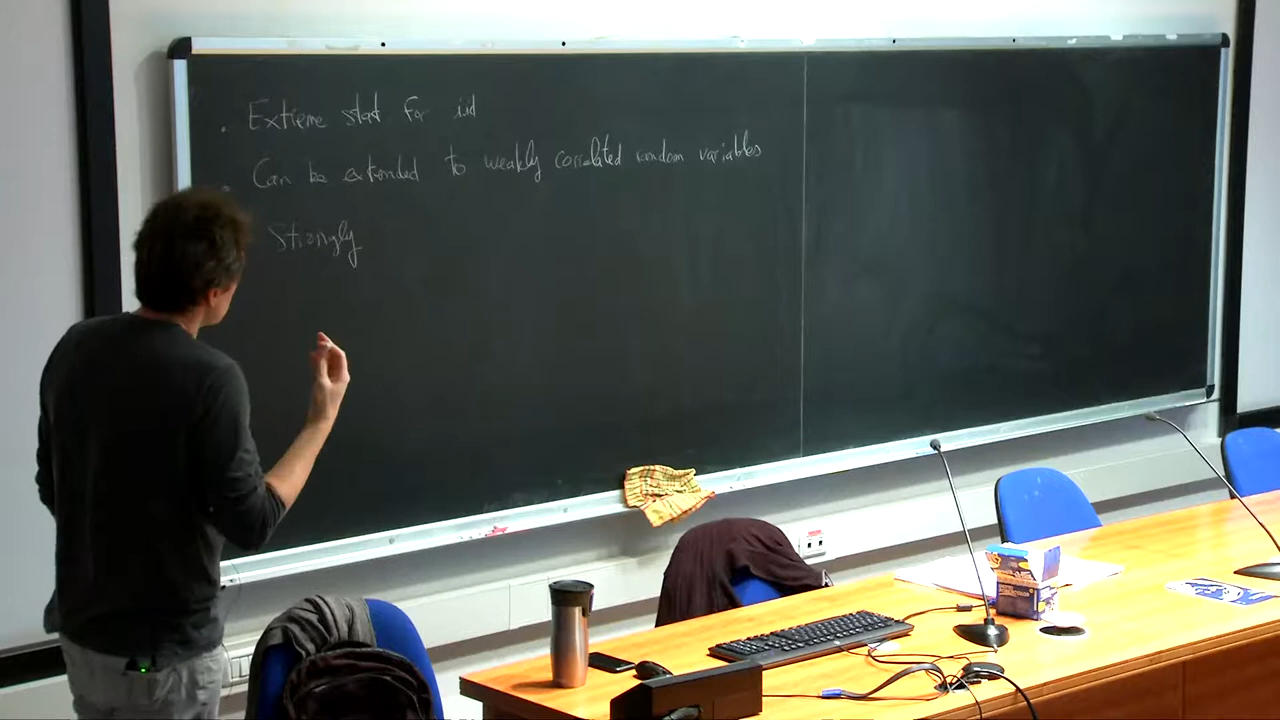 . Extreme stat for iid
. Can be extended to weakly correlated random variables
Strongly